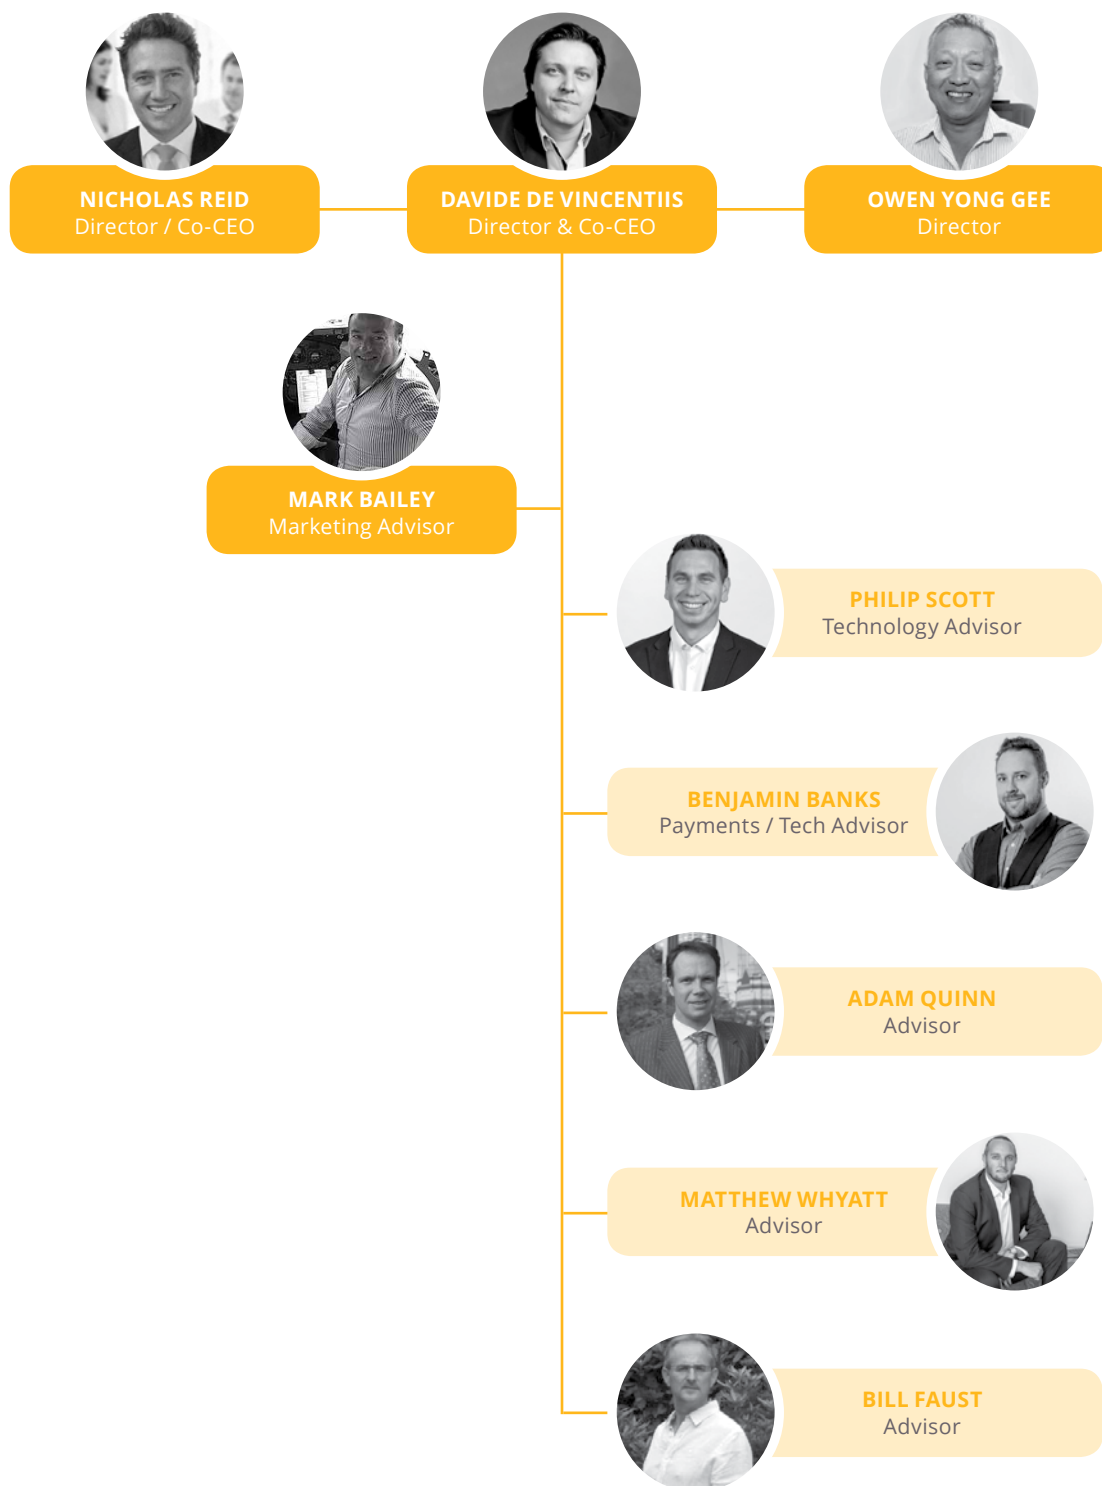 NICHOLAS REID
Director / Co-CEO
DAVIDE DE VINCENTIIS
Director & Co-CEO
OWEN YONG GEE
Director
MARK BAILEY
Marketing Advisor
PHILIP SCOTT
Technology Advisor
BENJAMIN BANKS
Payments / Tech Advisor
ADAM QUINN
Advisor
MATTHEW WHYATT
Advisor
BILL FAUST
Advisor